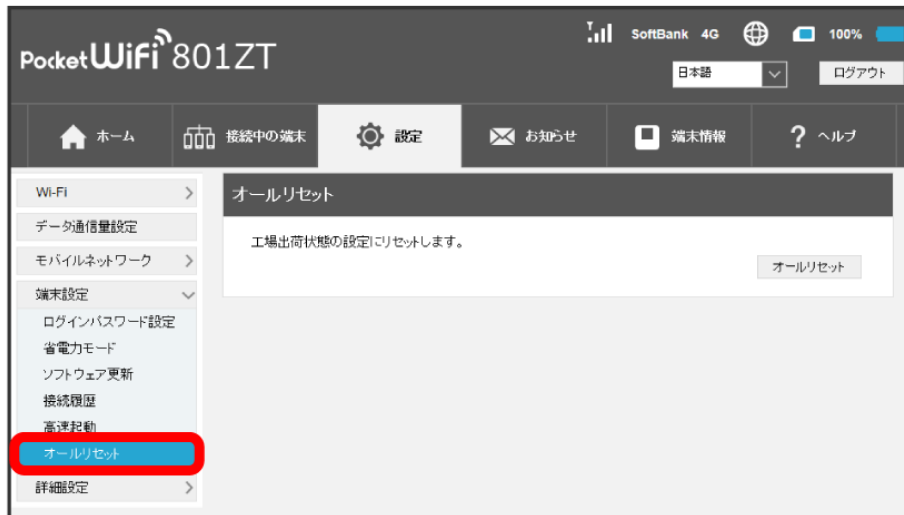 SoftBank 4G 100%
PocketWiFi 801ZT
日本語 ログアウト
ホーム 接続中の端末 設定 お知らせ 端末情報 ? ヘルプ
Wi-Fi
オールリセット
データ通信量設定
工場出荷状態の設定にリセットします。
モバイルネットワーク
オールリセット
端末設定
ログインパスワード設定
省電力モード
ソフトウェア更新
接続履歴
高速起動
オールリセット
詳細設定